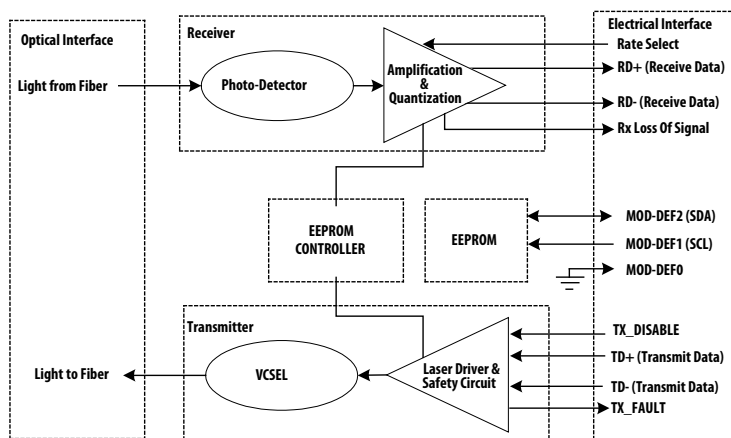 Optical Interface
Receiver
Electrical Interface
Rate Select
Light from Fiber
Photo-Detector
Amplification
&
Quantization
RD+ (Receive Data)
RD- (Receive Data)
Rx Loss Of Signal
EEPROM
CONTROLLER
EEPROM
MOD-DEF2 (SDA)
MOD-DEF1 (SCL)
MOD-DEF0
Transmitter
TX_DISABLE
Light to Fiber
VCSEL
Laser Driver &
Safety Circuit
TD+ (Transmit Data)
TD- (Transmit Data)
TX_FAULT